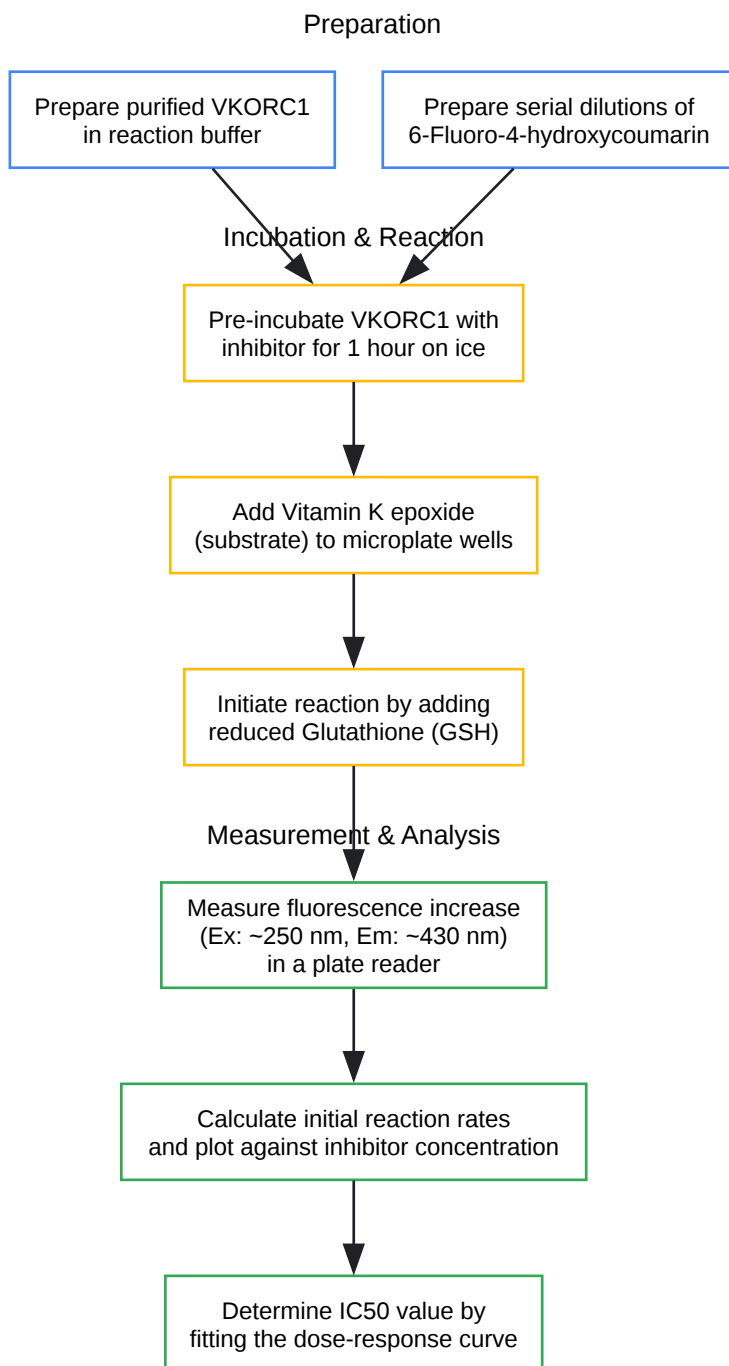 Preparation
Prepare purified VKORC1
in reaction buffer
Prepare serial dilutions of
6-Fluoro-4-hydroxycoumarin
Incubation & Reaction
Pre-incubate VKORC1 with
inhibitor for 1 hour on ice
Add Vitamin K epoxide
(substrate) to microplate wells
Initiate reaction by adding
reduced Glutathione (GSH)
Measurement & Analysis
Measure fluorescence increase
(Ex: ~250 nm, Em: ~430 nm)
in a plate reader
Calculate initial reaction rates
and plot against inhibitor concentration
Determine IC50 value by
fitting the dose-response curve